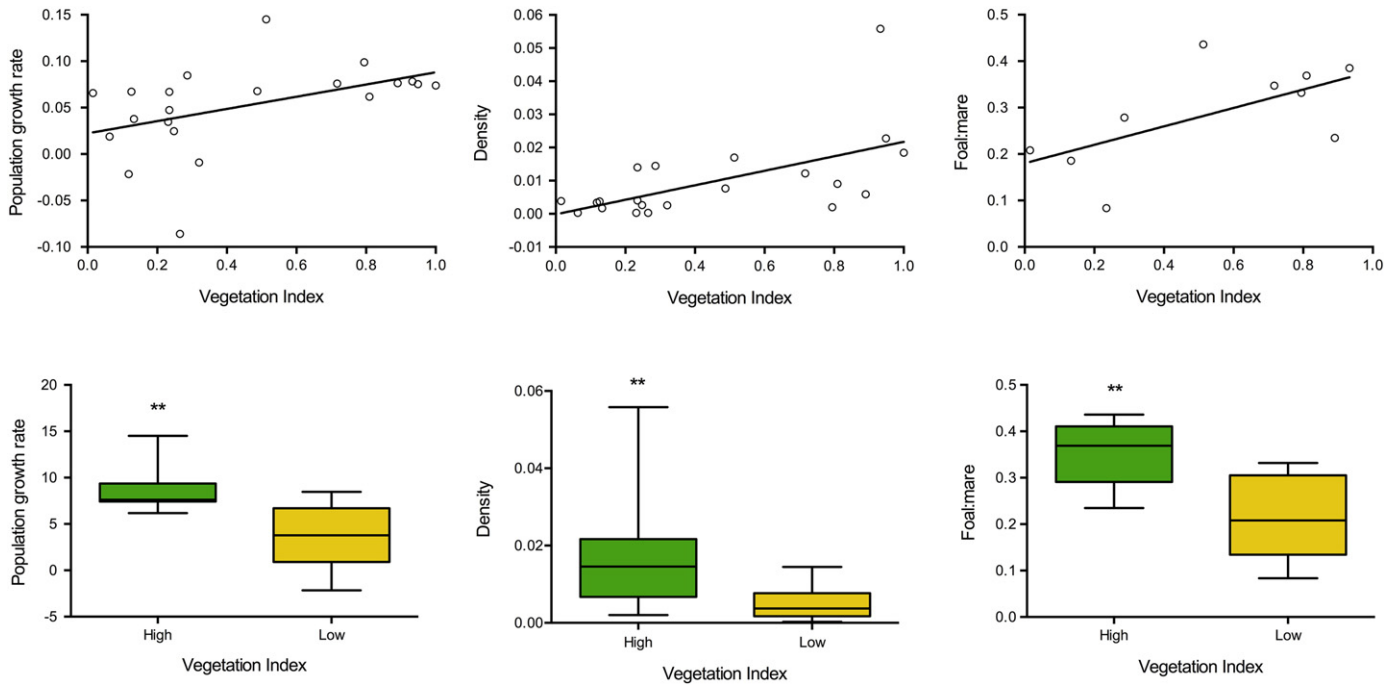 Population growth rate
0.15
0.10
0.05
0.00
-0.05
-0.10
0.0 0.2 0.4 0.6 0.8 1.0
Vegetation Index
Density
0.06
0.05
0.04
0.03
0.02
0.01
0.00
-0.01
0.0 0.2 0.4 0.6 0.8 1.0
Vegetation Index
Foal:mare
0.5
0.4
0.3
0.2
0.1
0.0
0.0 0.2 0.4 0.6 0.8 1.0
Vegetation Index
Population growth rate
20
15
10
5
0
-5
**
High Low
Vegetation Index
Density
0.06
0.04
0.02
0.00
**
High Low
Vegetation Index
Foal:mare
0.5
0.4
0.3
0.2
0.1
0.0
**
High Low
Vegetation Index